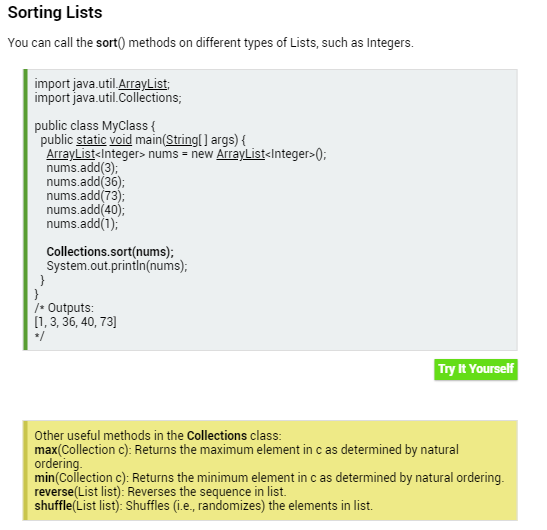 Sorting Lists
You can call the sort() methods on different types of Lists, such as Integers.
import java.util.ArrayList;
import java.util.Collections;
public class MyClass {
public static void main(String[ ] args) {
ArrayList<Integer> nums = new ArrayList<Integer>();
nums.add(3);
nums.add(36);
nums.add(73);
nums.add(40);
nums.add(1);
Collections.sort(nums);
System.out.println(nums);
}
}
/* Outputs:
[1, 3, 36, 40, 73]
*/
Try It Yourself
Other useful methods in the Collections class:
max(Collection c): Returns the maximum element in c as determined by natural
ordering.
min(Collection c): Returns the minimum element in c as determined by natural ordering.
reverse(List list): Reverses the sequence in list.
shuffle(List list): Shuffles (i.e., randomizes) the elements in list.